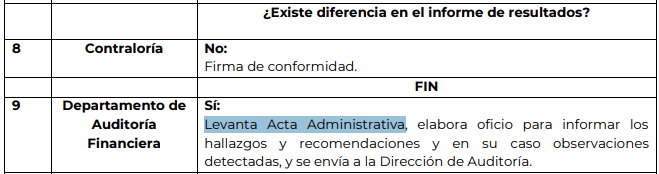 ¿Existe diferencia en el informe de resultados?
8 Contraloría No:
Firma de conformidad.
FIN
9 Departamento de Sí:
Auditoría Levanta Acta Administrativa, elabora oficio para informar los
Financiera hallazgos y recomendaciones y en su caso observaciones
detectadas, y se envía a la Dirección de Auditoría.